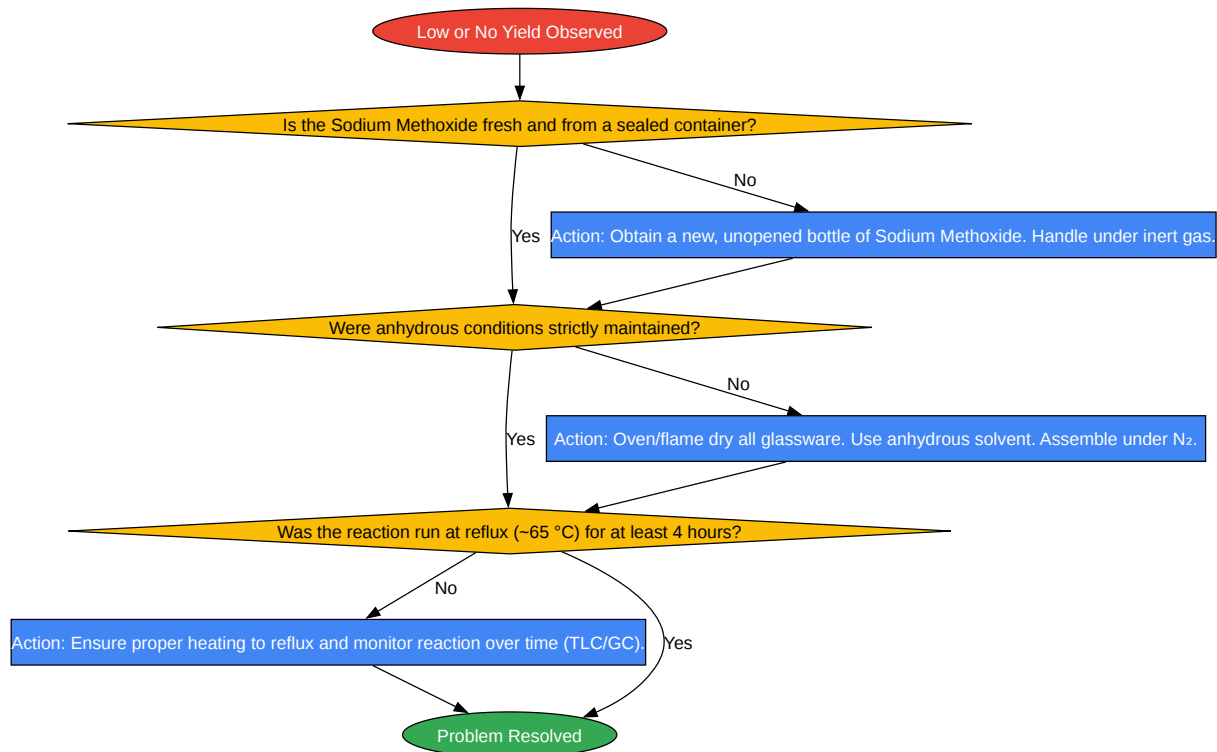 Low or No Yield Observed
Is the Sodium Methoxide fresh and from a sealed container?
No
Yes
Action: Obtain a new, unopened bottle of Sodium Methoxide. Handle under inert gas.
Were anhydrous conditions strictly maintained?
No
Yes
Action: Oven/flame dry all glassware. Use anhydrous solvent. Assemble under N₂.
Was the reaction run at reflux (~65 °C) for at least 4 hours?
No
Action: Ensure proper heating to reflux and monitor reaction over time (TLC/GC).
Yes
Problem Resolved